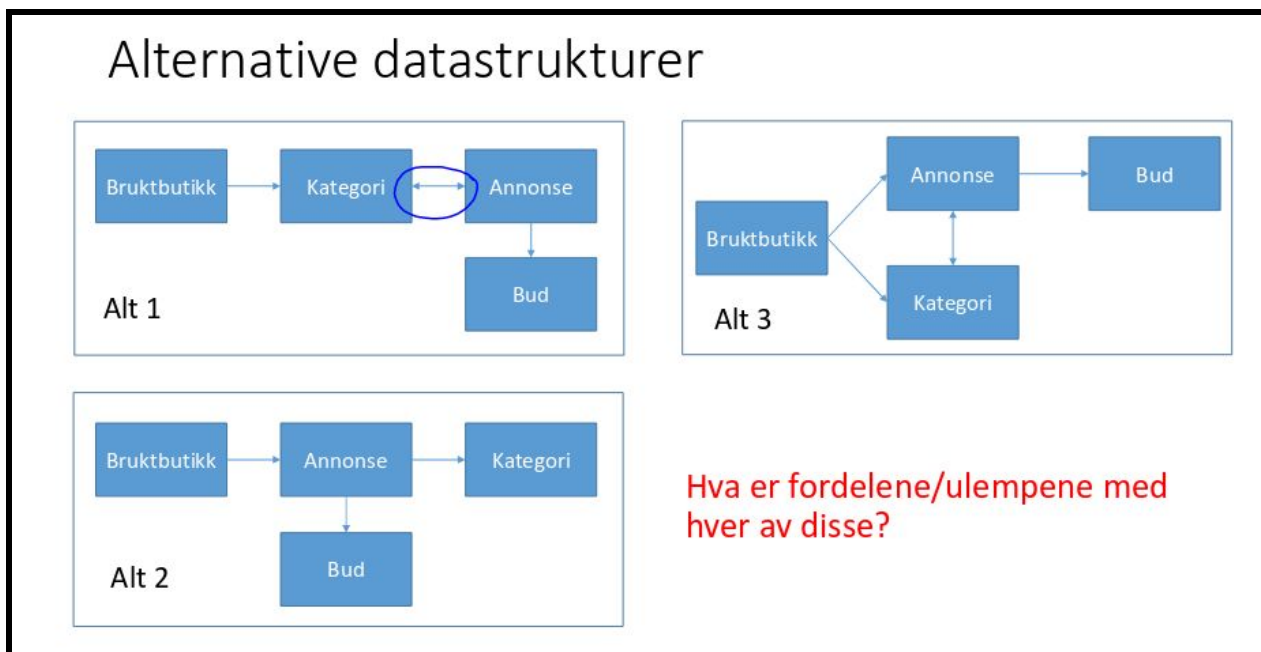 Alternative datastrukturer
Bruktbutikk
Kategori
Annonse
Bud
Alt 1
Bruktbutikk
Annonse
Kategori
Bud
Alt 2
Annonse
Bud
Bruktbutikk
Kategori
Alt 3
Hva er fordelene/ulempene med
hver av disse?